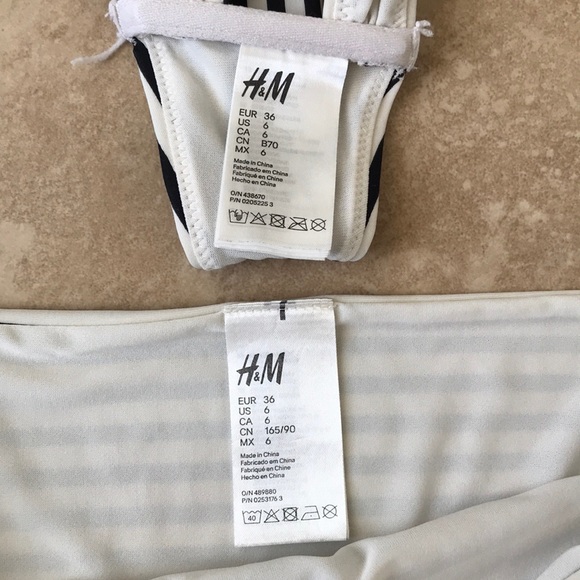 H&M
EUR 36
US 6
CA 6
CN B70
MX 6
Made in China
Fabricado em China
Fabriqué en China
Hecho en China
O/N 438670
P/N 0205225 3
H&M
EUR 36
US 6
CA 6
CN 165/90
MX 6
Made in China
Fabricado em China
Fabriqué en China
Hecho en China
O/N 489880
P/N 0253176 3
40